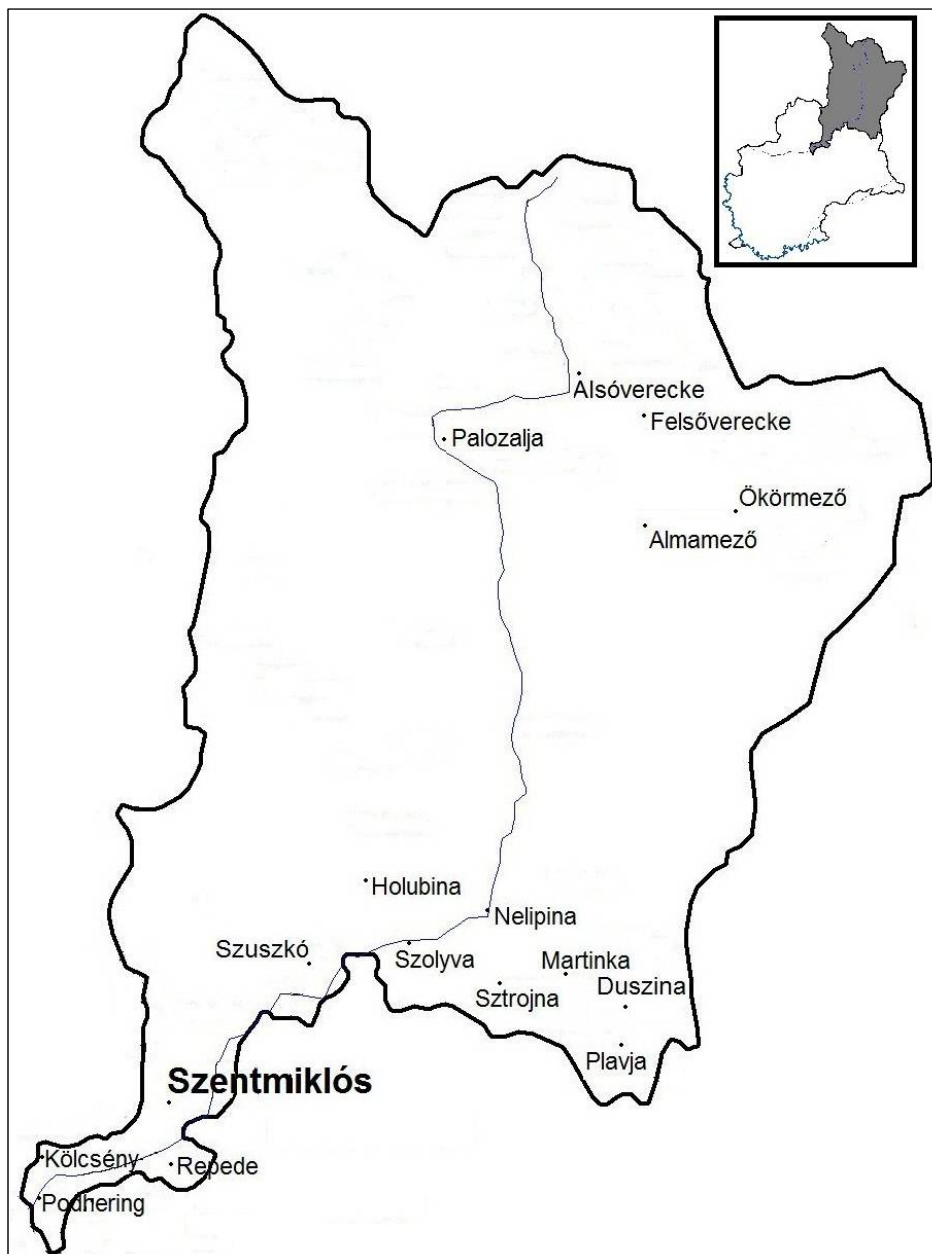 Alsóverecke
Felsőverecke
Palozalja
Ökörmező
Almamező
Holubina
Nelipina
Szuszkó
Szolyva
Martinka
Sztrojna
Duszina
Plavja
Szentmiklós
Kölcsény
Repede
Podhering